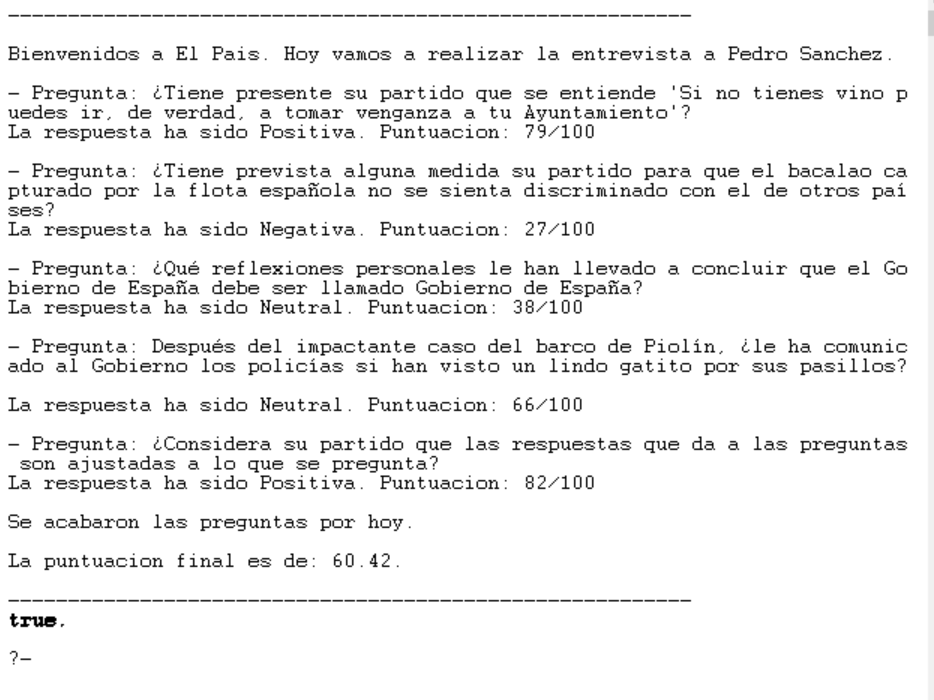 _________________________________________________________
Bienvenidos a El Pais. Hoy vamos a realizar la entrevista a Pedro Sanchez.
- Pregunta: ¿Tiene presente su partido que se entiende 'Si no tienes vino p
uedes ir, de verdad, a tomar venganza a tu Ayuntamiento'?
La respuesta ha sido Positiva. Puntuacion: 79/100
- Pregunta: ¿Tiene prevista alguna medida su partido para que el bacalao ca
pturado por la flota española no se sienta discriminado con el de otros paí
ses?
La respuesta ha sido Negativa. Puntuacion: 27/100
- Pregunta: ¿Qué reflexiones personales le han llevado a concluir que el Go
bierno de España debe ser llamado Gobierno de España?
La respuesta ha sido Neutral. Puntuacion: 38/100
- Pregunta: Después del impactante caso del barco de Piolín, ¿le ha comunic
ado al Gobierno los policías si han visto un lindo gatito por sus pasillos?
La respuesta ha sido Neutral. Puntuacion: 66/100
- Pregunta: ¿Considera su partido que las respuestas que da a las preguntas
 son ajustadas a lo que se pregunta?
La respuesta ha sido Positiva. Puntuacion: 82/100
Se acabaron las preguntas por hoy.
La puntuacion final es de: 60.42.
_________________________________________________________
true.
?-